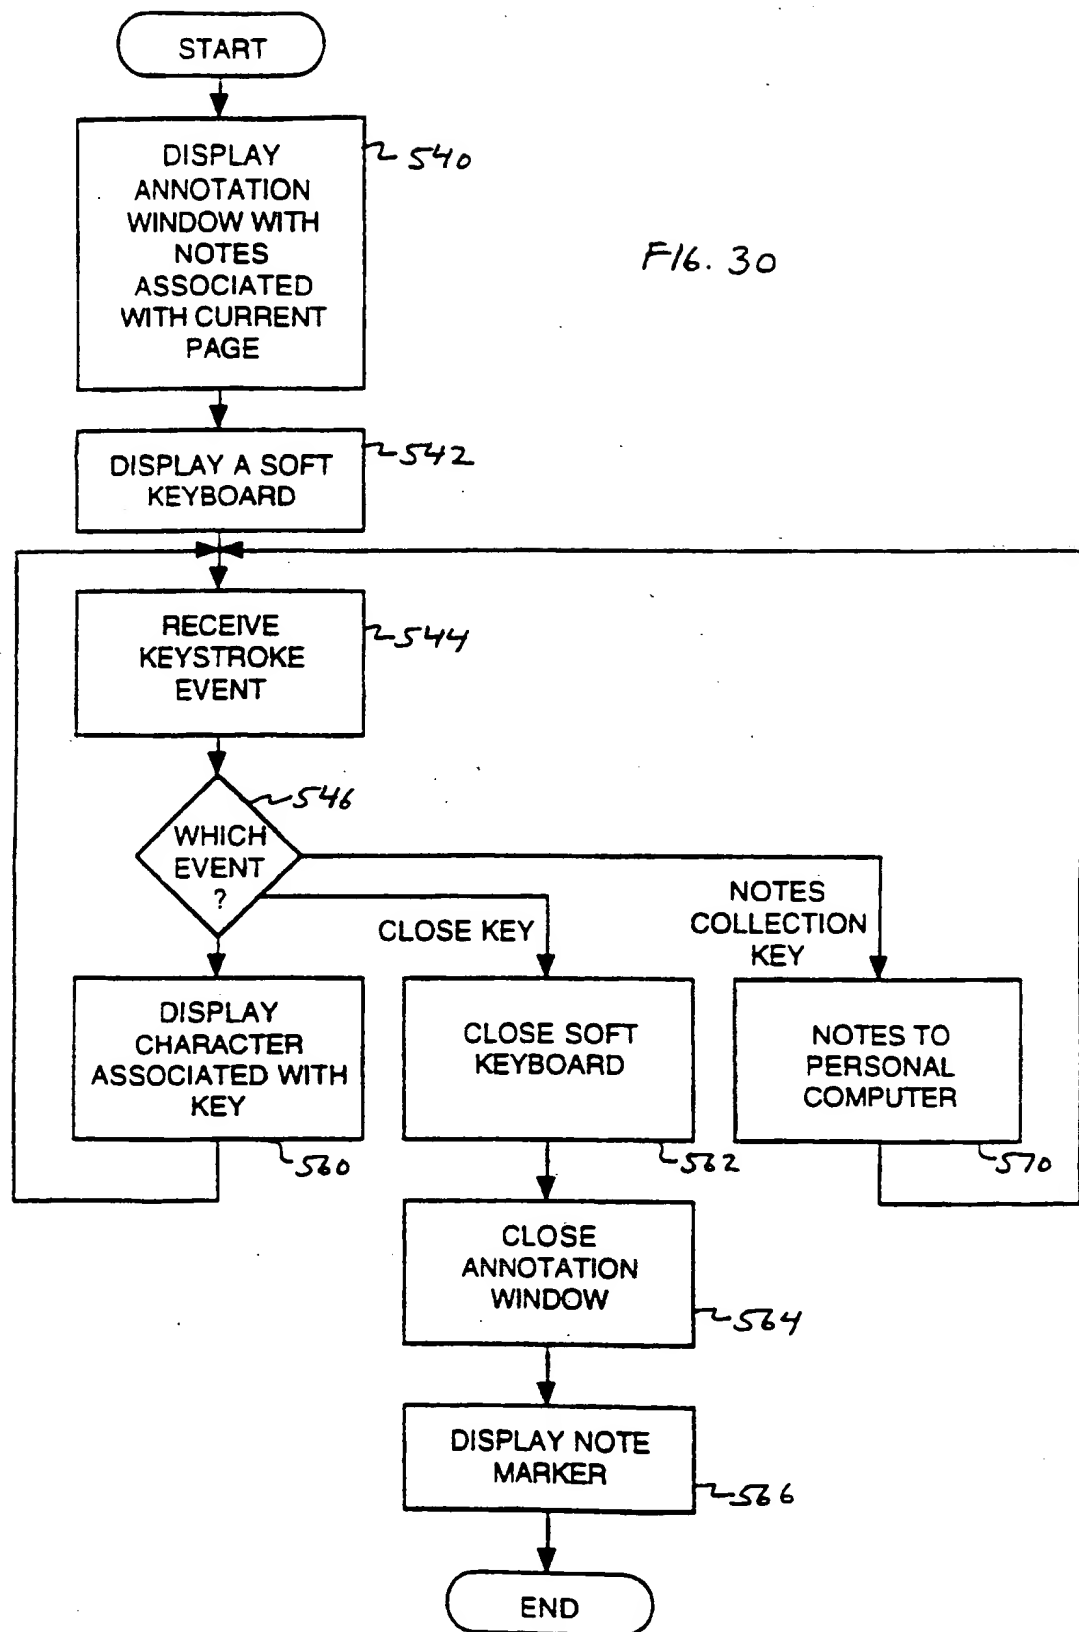 START
DISPLAY
ANNOTATION
WINDOW WITH
NOTES
ASSOCIATED
WITH CURRENT
PAGE
540
FIG. 30
DISPLAY A SOFT
KEYBOARD
542
RECEIVE
KEYSTROKE
EVENT
544
WHICH
EVENT
?
546
CLOSE KEY
NOTES
COLLECTION
KEY
DISPLAY
CHARACTER
ASSOCIATED WITH
KEY
560
CLOSE SOFT
KEYBOARD
562
NOTES TO
PERSONAL
COMPUTER
570
CLOSE
ANNOTATION
WINDOW
564
DISPLAY NOTE
MARKER
566
END